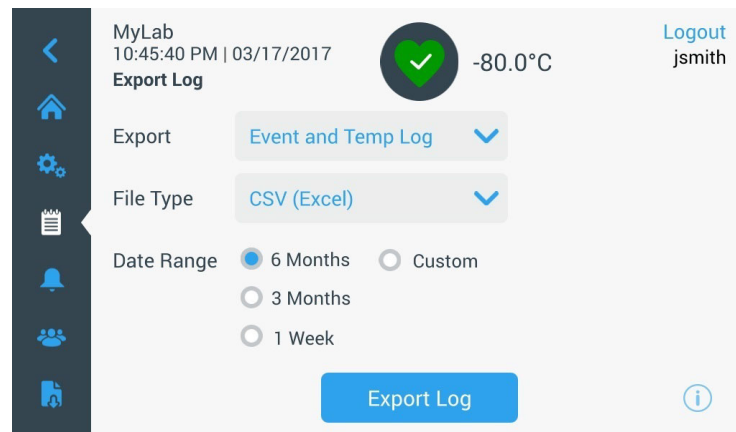 MyLab
10:45:40 PM | 03/17/2017
Export Log
-80.0°C
Logout
jsmith
Export
Event and Temp Log
File Type
CSV (Excel)
Date Range
6 Months
Custom
3 Months
1 Week
Export Log
i